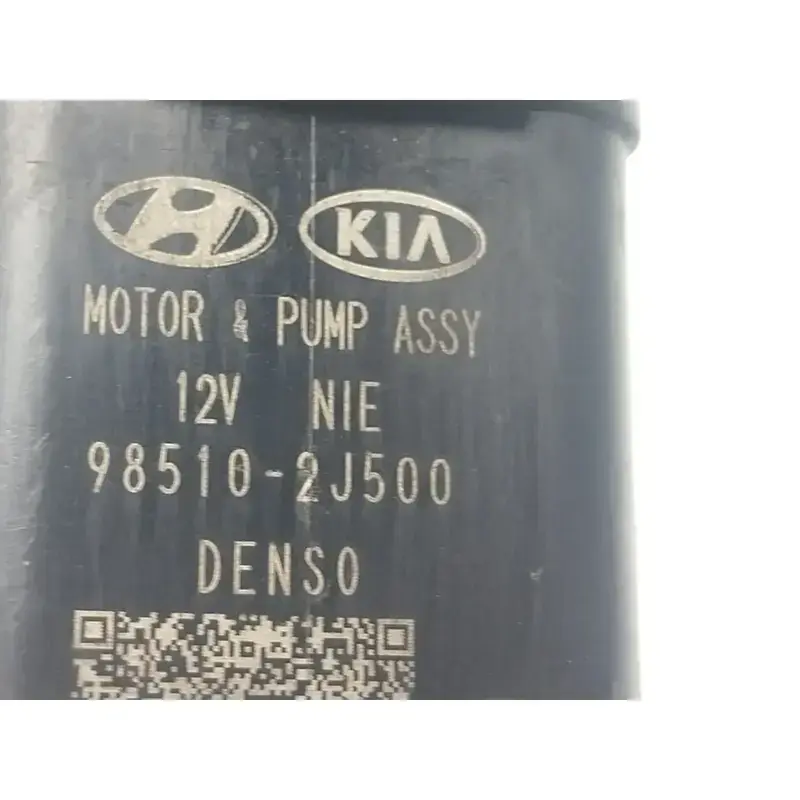 KIA
MOTOR & PUMP ASSY
12V NIE
98510-2J500
DENSO